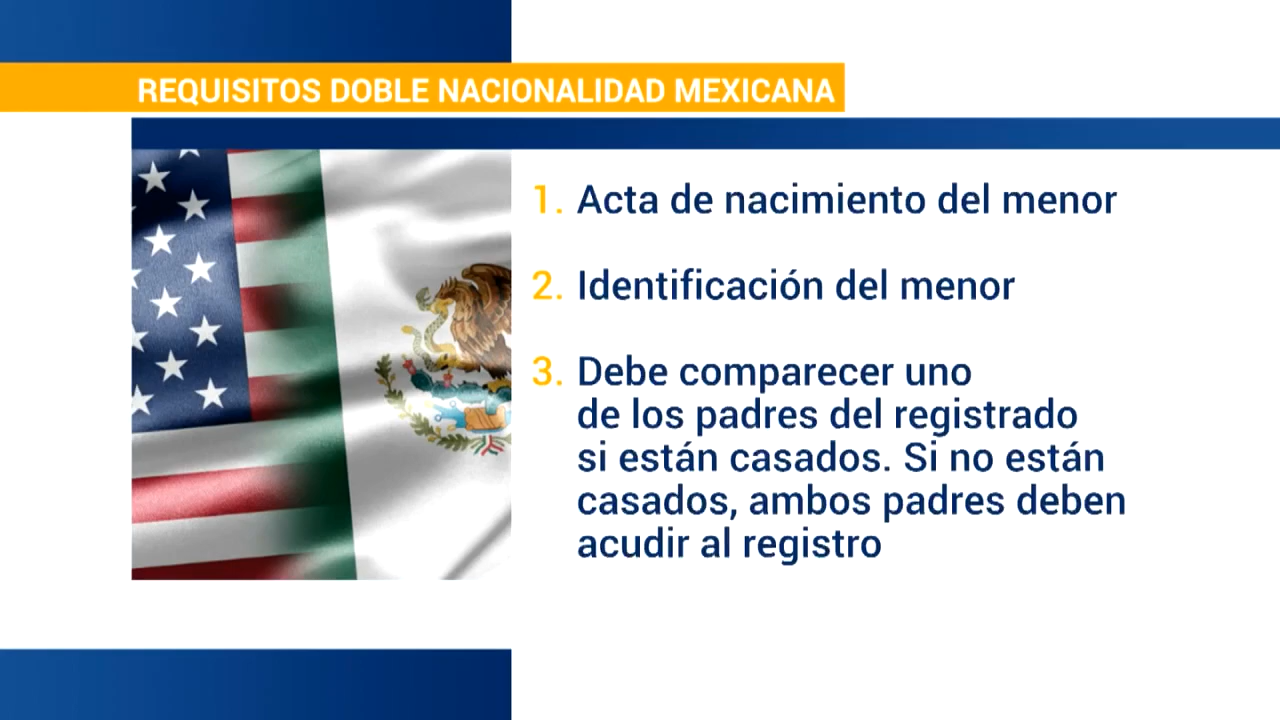 REQUISITOS DOBLE NACIONALIDAD MEXICANA
1. Acta de nacimiento del menor
2. Identificación del menor
3. Debe comparecer uno
de los padres del registrado
si están casados. Si no están
casados, ambos padres deben
acudir al registro